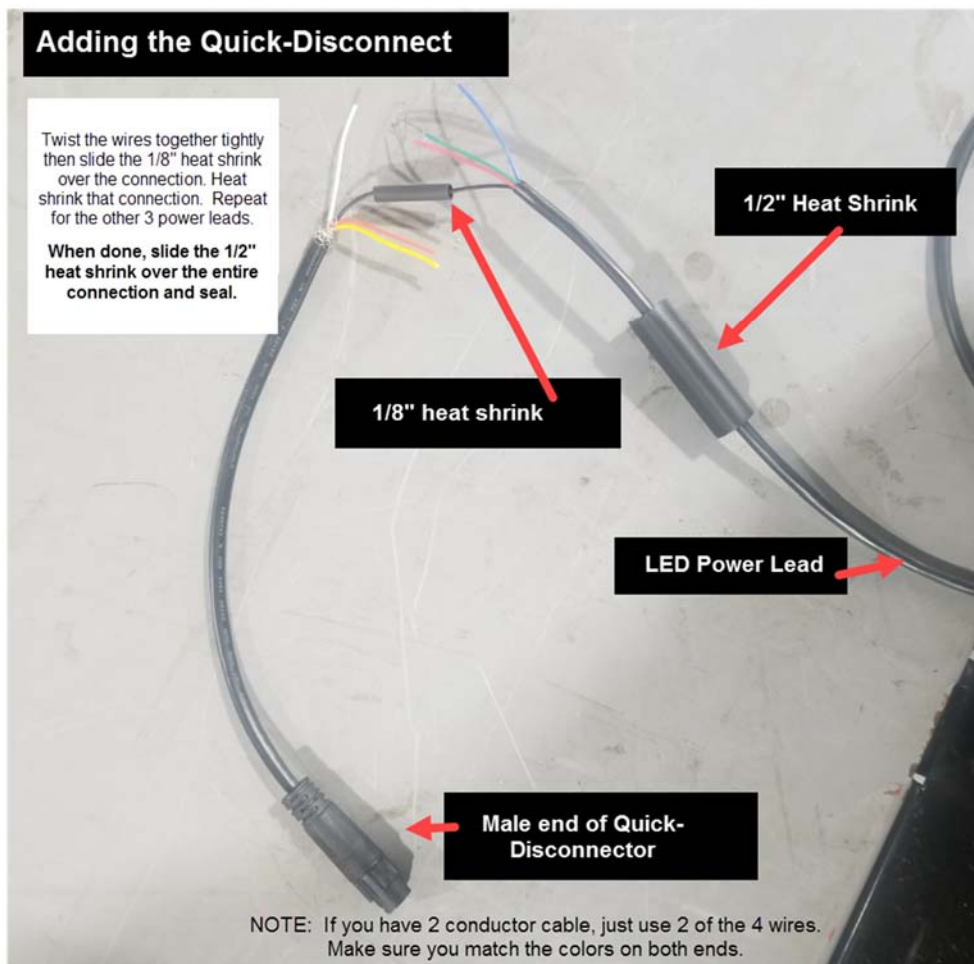 Adding the Quick-Disconnect
Twist the wires together tightly
then slide the 1/8" heat shrink
over the connection. Heat
shrink that connection. Repeat
for the other 3 power leads.
When done, slide the 1/2"
heat shrink over the entire
connection and seal.
1/2" Heat Shrink
1/8" heat shrink
LED Power Lead
Male end of Quick-
Disconnector
NOTE: If you have 2 conductor cable, just use 2 of the 4 wires.
Make sure you match the colors on both ends.